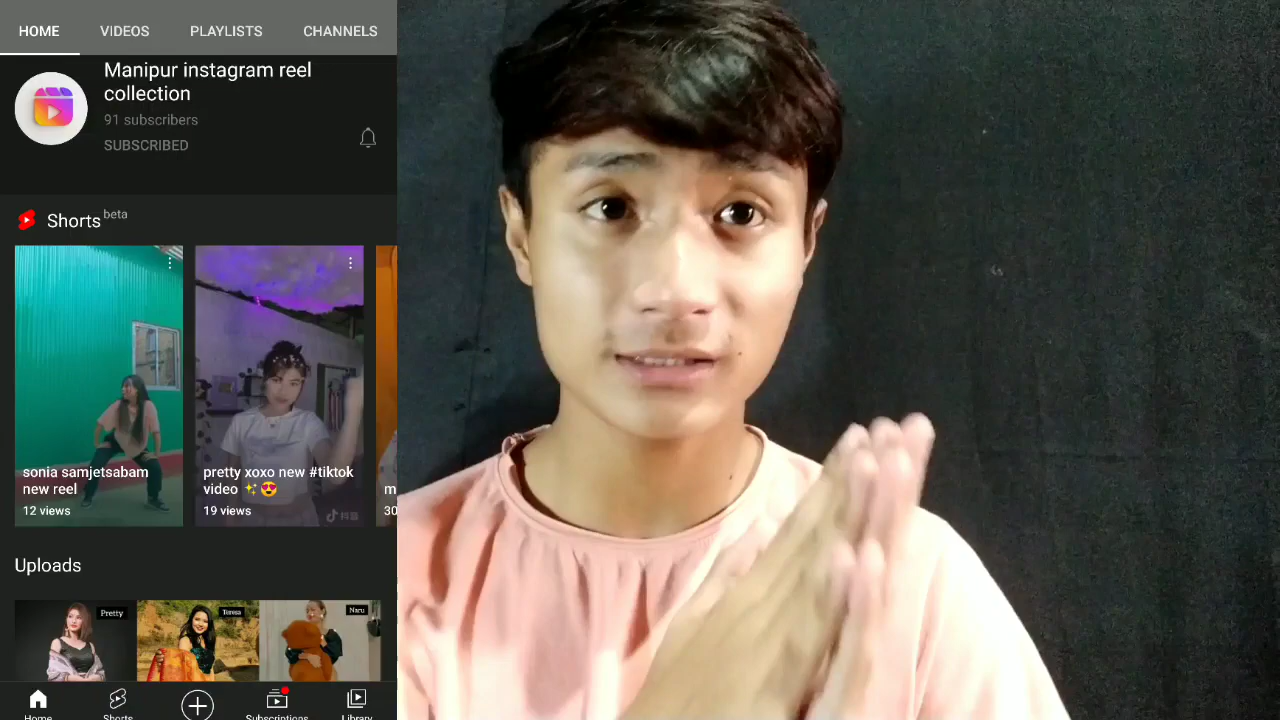 HOME VIDEOS PLAYLISTS CHANNELS
Manipur instagram reel
collection
91 subscribers
SUBSCRIBED
Shorts beta
sonia samjetsabam
new reel
12 views
pretty xoxo new #tiktok
video ✨😍
19 views
m
30
Uploads
Pretty
Teresa
Naru
Home Shorts Subscriptions Library